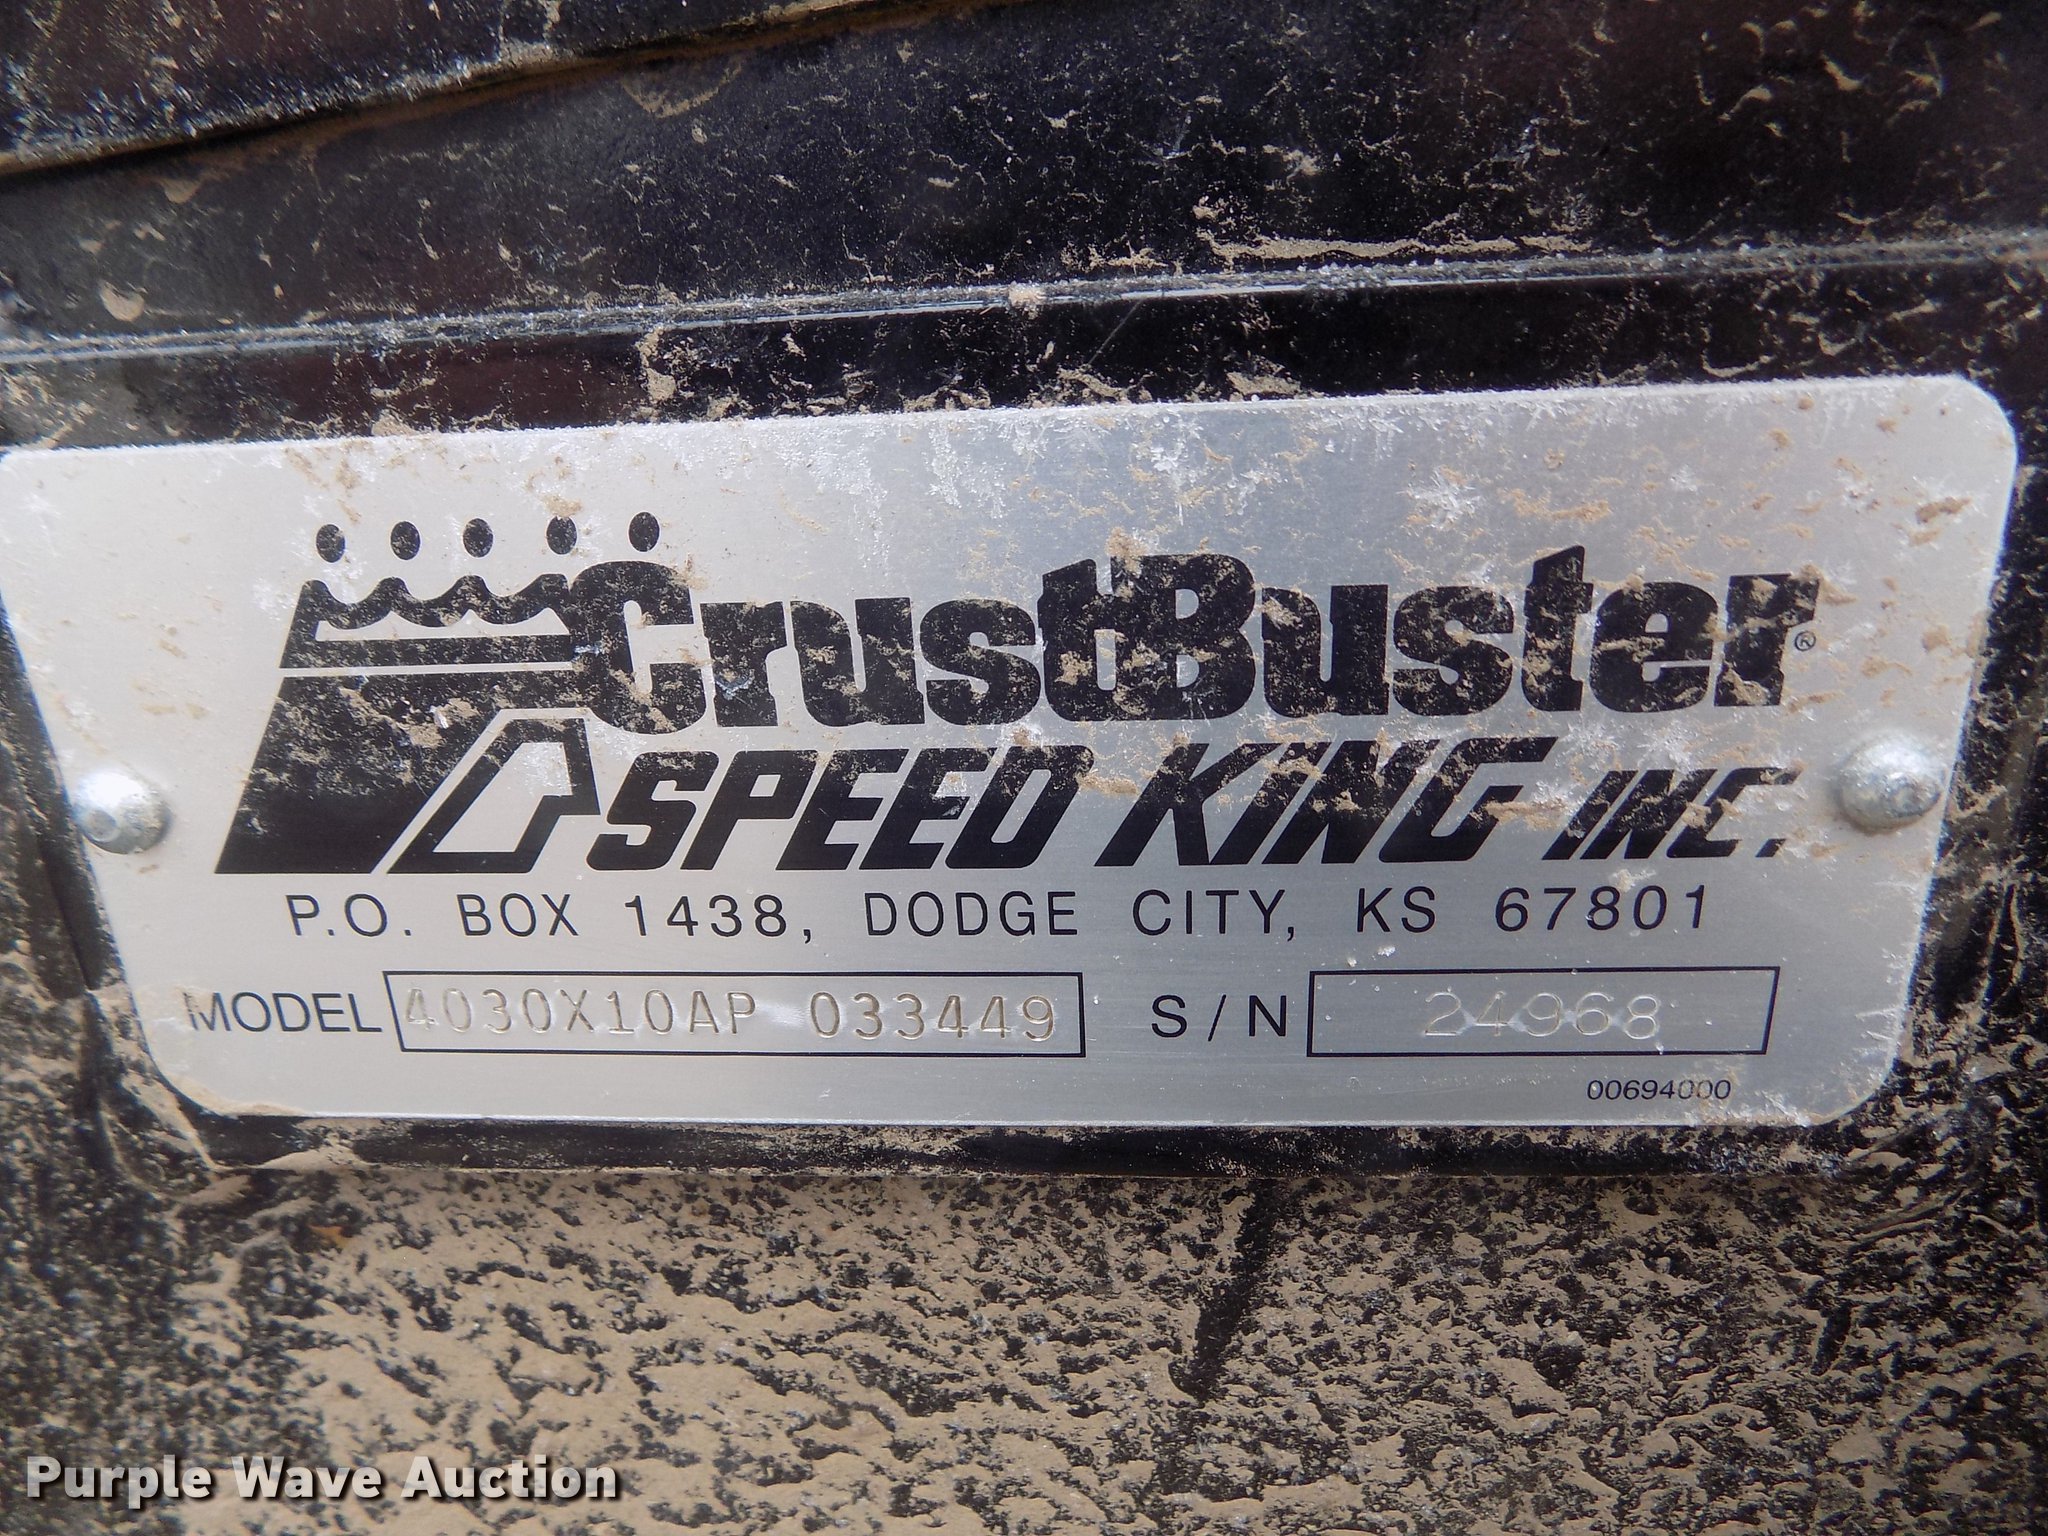 CrustBuster®
SPEED KING INC.
P.O. BOX 1438, DODGE CITY, KS 67801
MODEL 4030X10AP 033449 S/N 24968
00694000
Purple Wave Auction